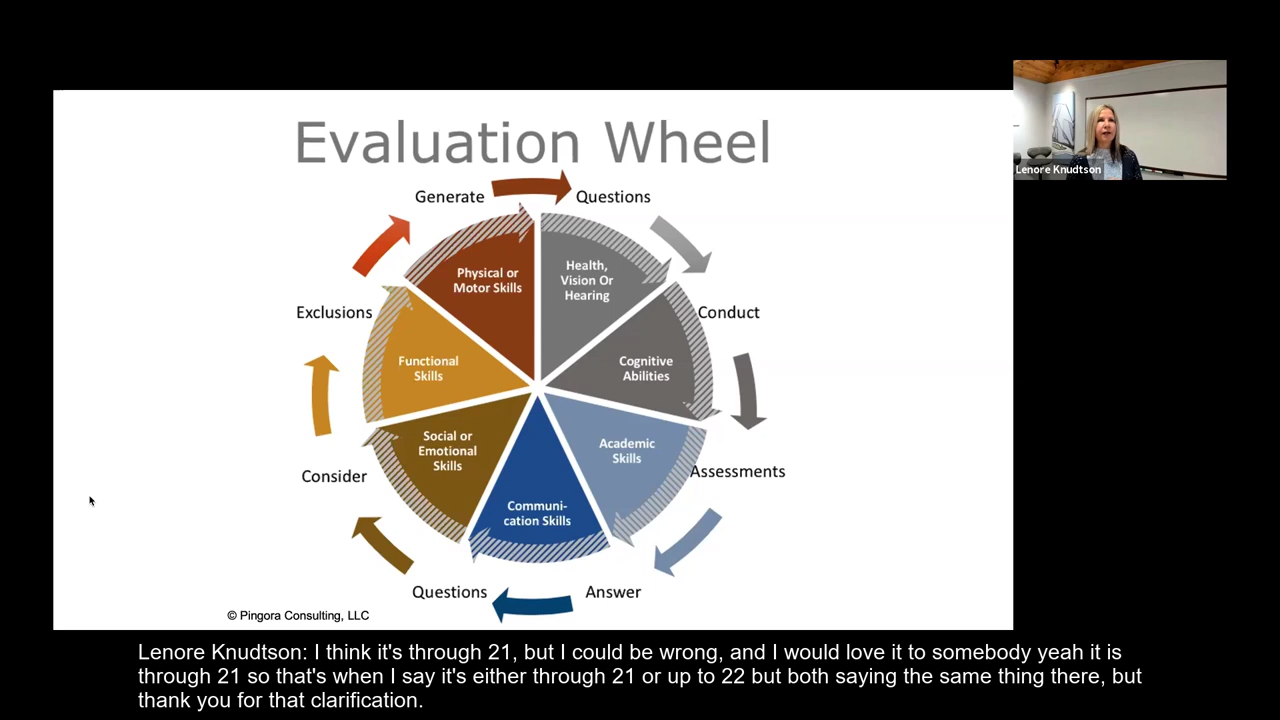 Evaluation Wheel
Generate
Questions
Conduct
Assessments
Answer
Questions
Consider
Exclusions
Health,
Vision Or
Hearing
Cognitive
Abilities
Academic
Skills
Communi-
cation Skills
Social or
Emotional
Skills
Functional
Skills
Physical or
Motor Skills
© Pingora Consulting, LLC
Lenore Knudtson
Lenore Knudtson: I think it's through 21, but I could be wrong, and I would love it to somebody yeah it is
through 21 so that's when I say it's either through 21 or up to 22 but both saying the same thing there, but
thank you for that clarification.